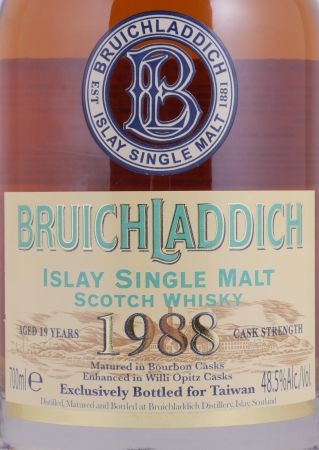 BRUICHLADDICH
EST 1881
B
ISLAY SINGLE MALT
BRUICHLADDICH
ISLAY SINGLE MALT
SCOTCH WHISKY
AGED 19 YEARS 1988 CASK STRENGTH
Matured in Bourbon Casks
Enhanced in Willi Opitz Casks
700ml e Exclusively Bottled for Taiwan 48.5%Alc/Vol.
Distilled, Matured and Bottled at Bruichladdich Distillery, Islay Scotland